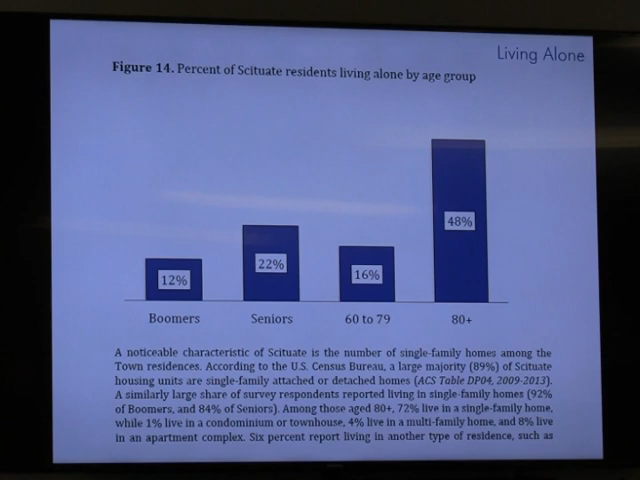 Living Alone
Figure 14. Percent of Scituate residents living alone by age group
48%
22%
16%
12%
Boomers Seniors 60 to 79 80+
A noticeable characteristic of Scituate is the number of single-family homes among the
Town residences. According to the U.S. Census Bureau, a large majority (89%) of Scituate
housing units are single-family attached or detached homes (ACS Table DP04, 2009-2013).
A similarly large share of survey respondents reported living in single-family homes (92%
of Boomers, and 84% of Seniors). Among those aged 80+, 72% live in a single-family home,
while 1% live in a condominium or townhouse, 4% live in a multi-family home, and 8% live
in an apartment complex. Six percent report living in another type of residence, such as